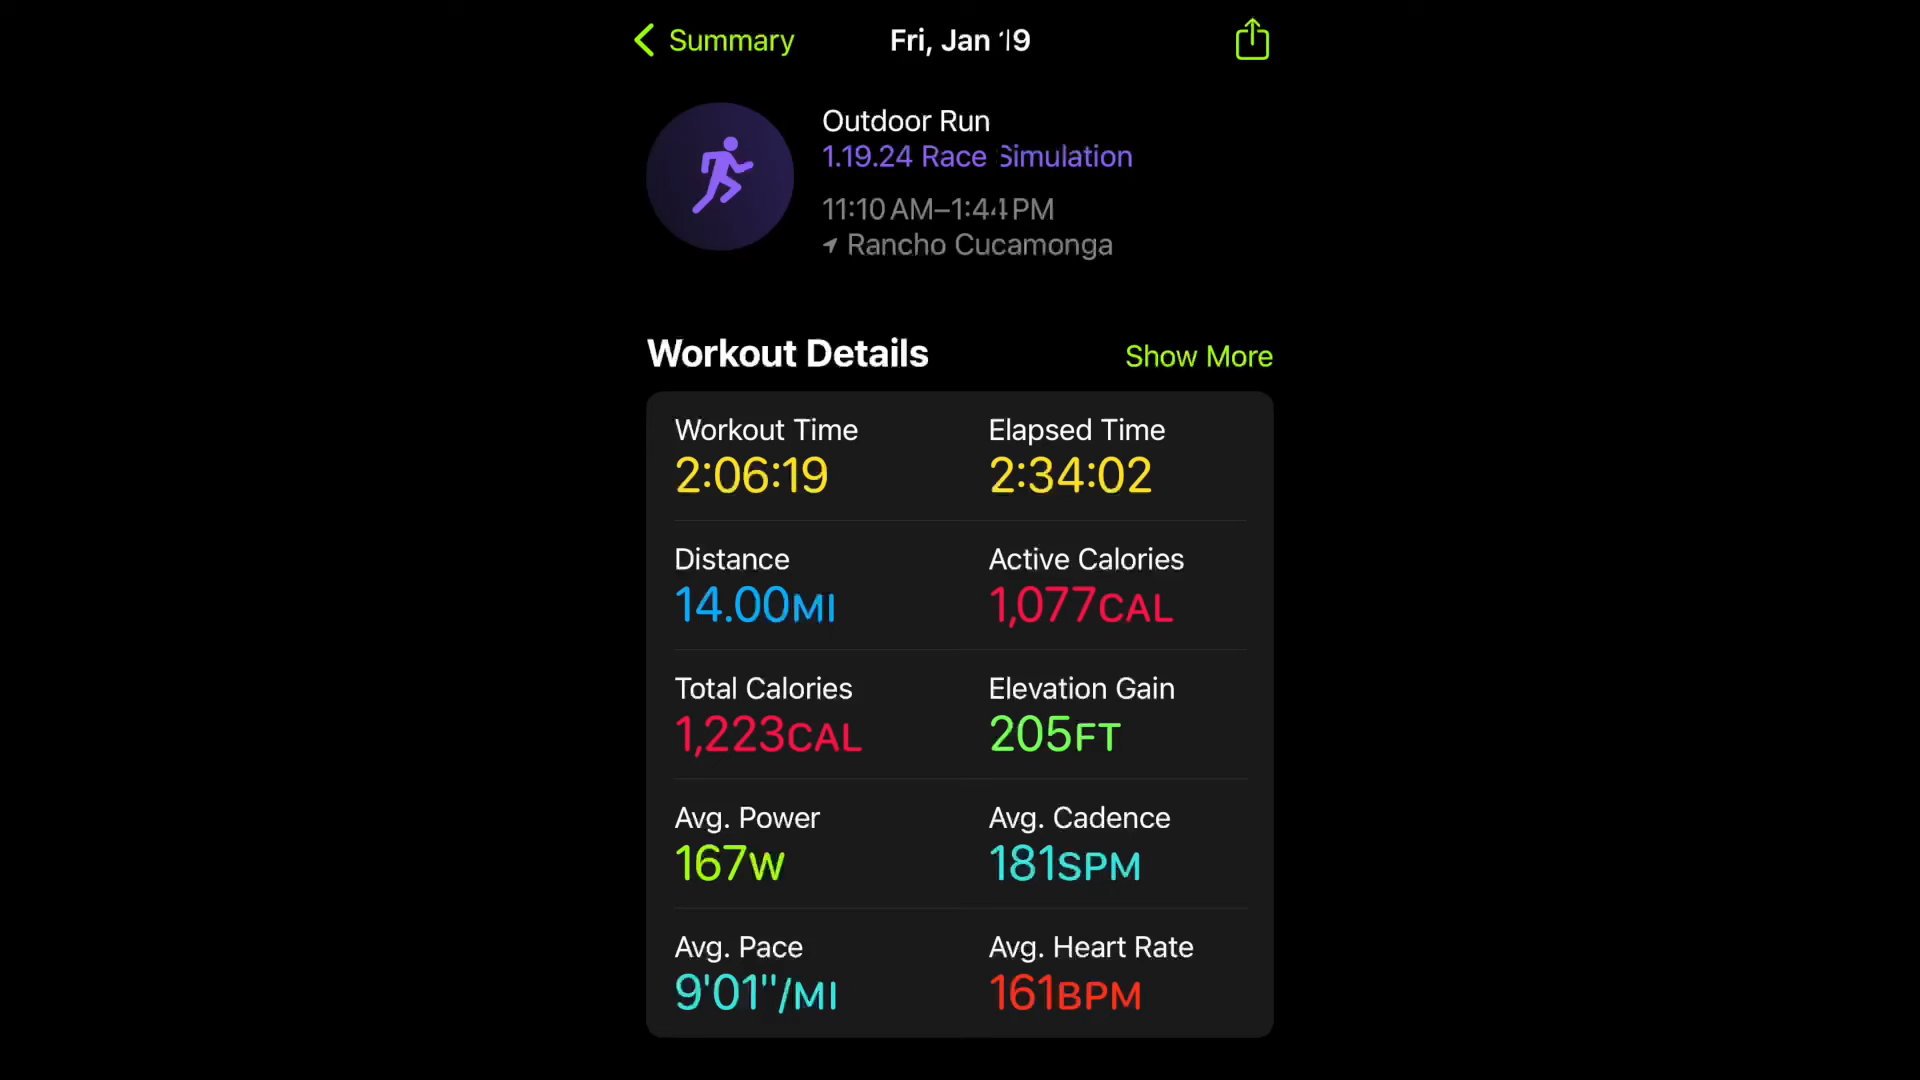 Summary
Fri, Jan 19
Outdoor Run
1.19.24 Race Simulation
11:10 AM–1:44 PM
Rancho Cucamonga
Workout Details
Show More
Workout Time
Elapsed Time
2:06:19
2:34:02
Distance
Active Calories
14.00MI
1,077CAL
Total Calories
Elevation Gain
1,223CAL
205FT
Avg. Power
Avg. Cadence
167W
181SPM
Avg. Pace
Avg. Heart Rate
9'01"/MI
161BPM